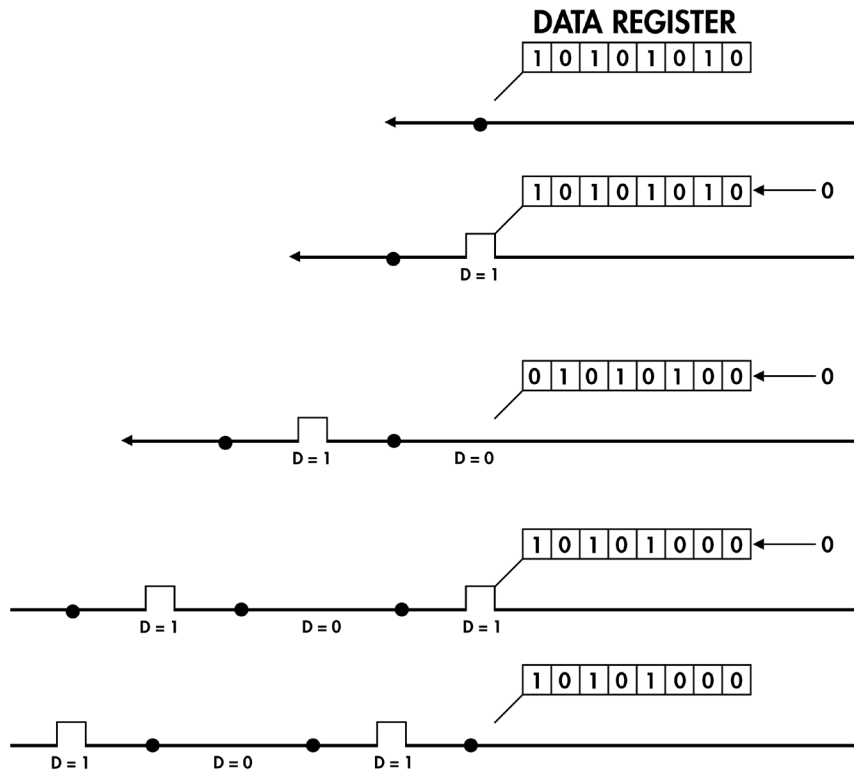 DATA REGISTER
1 0 1 0 1 0 1 0
1 0 1 0 1 0 1 0 0
D = 1
0 1 0 1 0 1 0 0 0
D = 1 D = 0
1 0 1 0 1 0 0 0 0
D = 1 D = 0 D = 1
1 0 1 0 1 0 0 0
D = 1 D = 0 D = 1